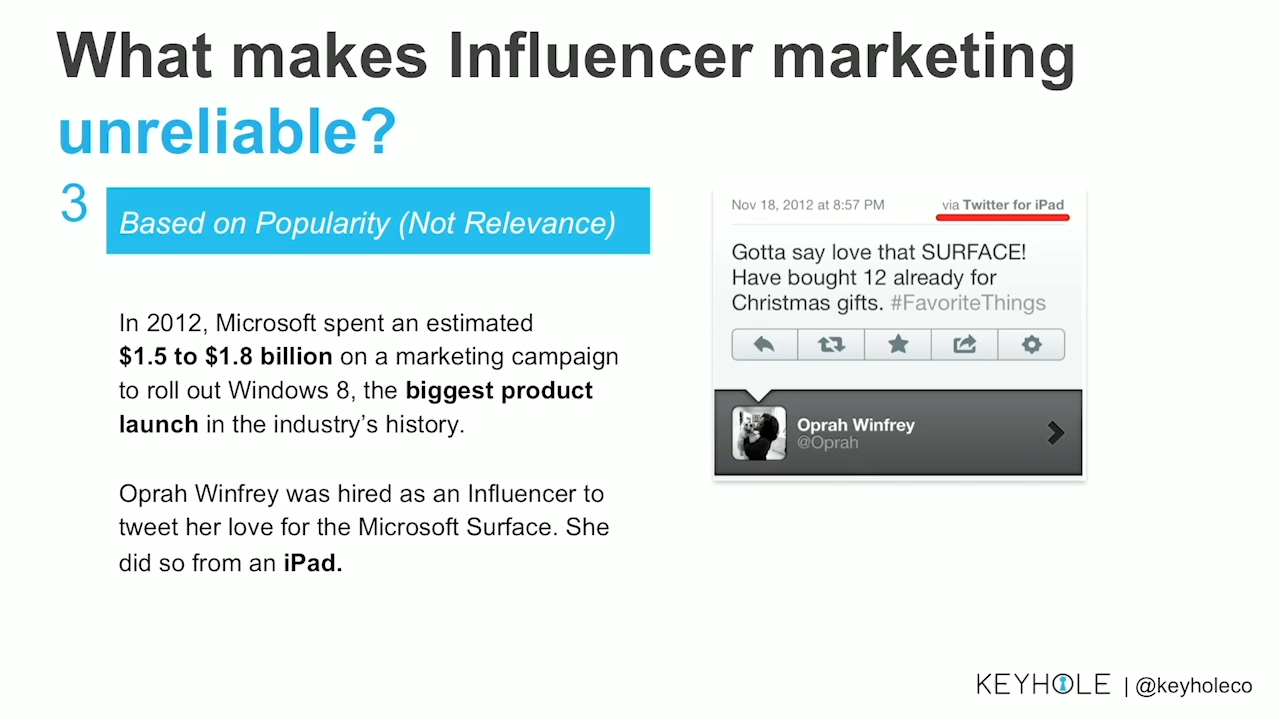 What makes Influencer marketing
unreliable?
3
Based on Popularity (Not Relevance)
In 2012, Microsoft spent an estimated
$1.5 to $1.8 billion on a marketing campaign
to roll out Windows 8, the biggest product
launch in the industry’s history.
Oprah Winfrey was hired as an Influencer to
tweet her love for the Microsoft Surface. She
did so from an iPad.
Nov 18, 2012 at 8:57 PM via Twitter for iPad
Gotta say love that SURFACE!
Have bought 12 already for
Christmas gifts. #FavoriteThings
Oprah Winfrey
@Oprah
KEYHOLE | @keyholeco